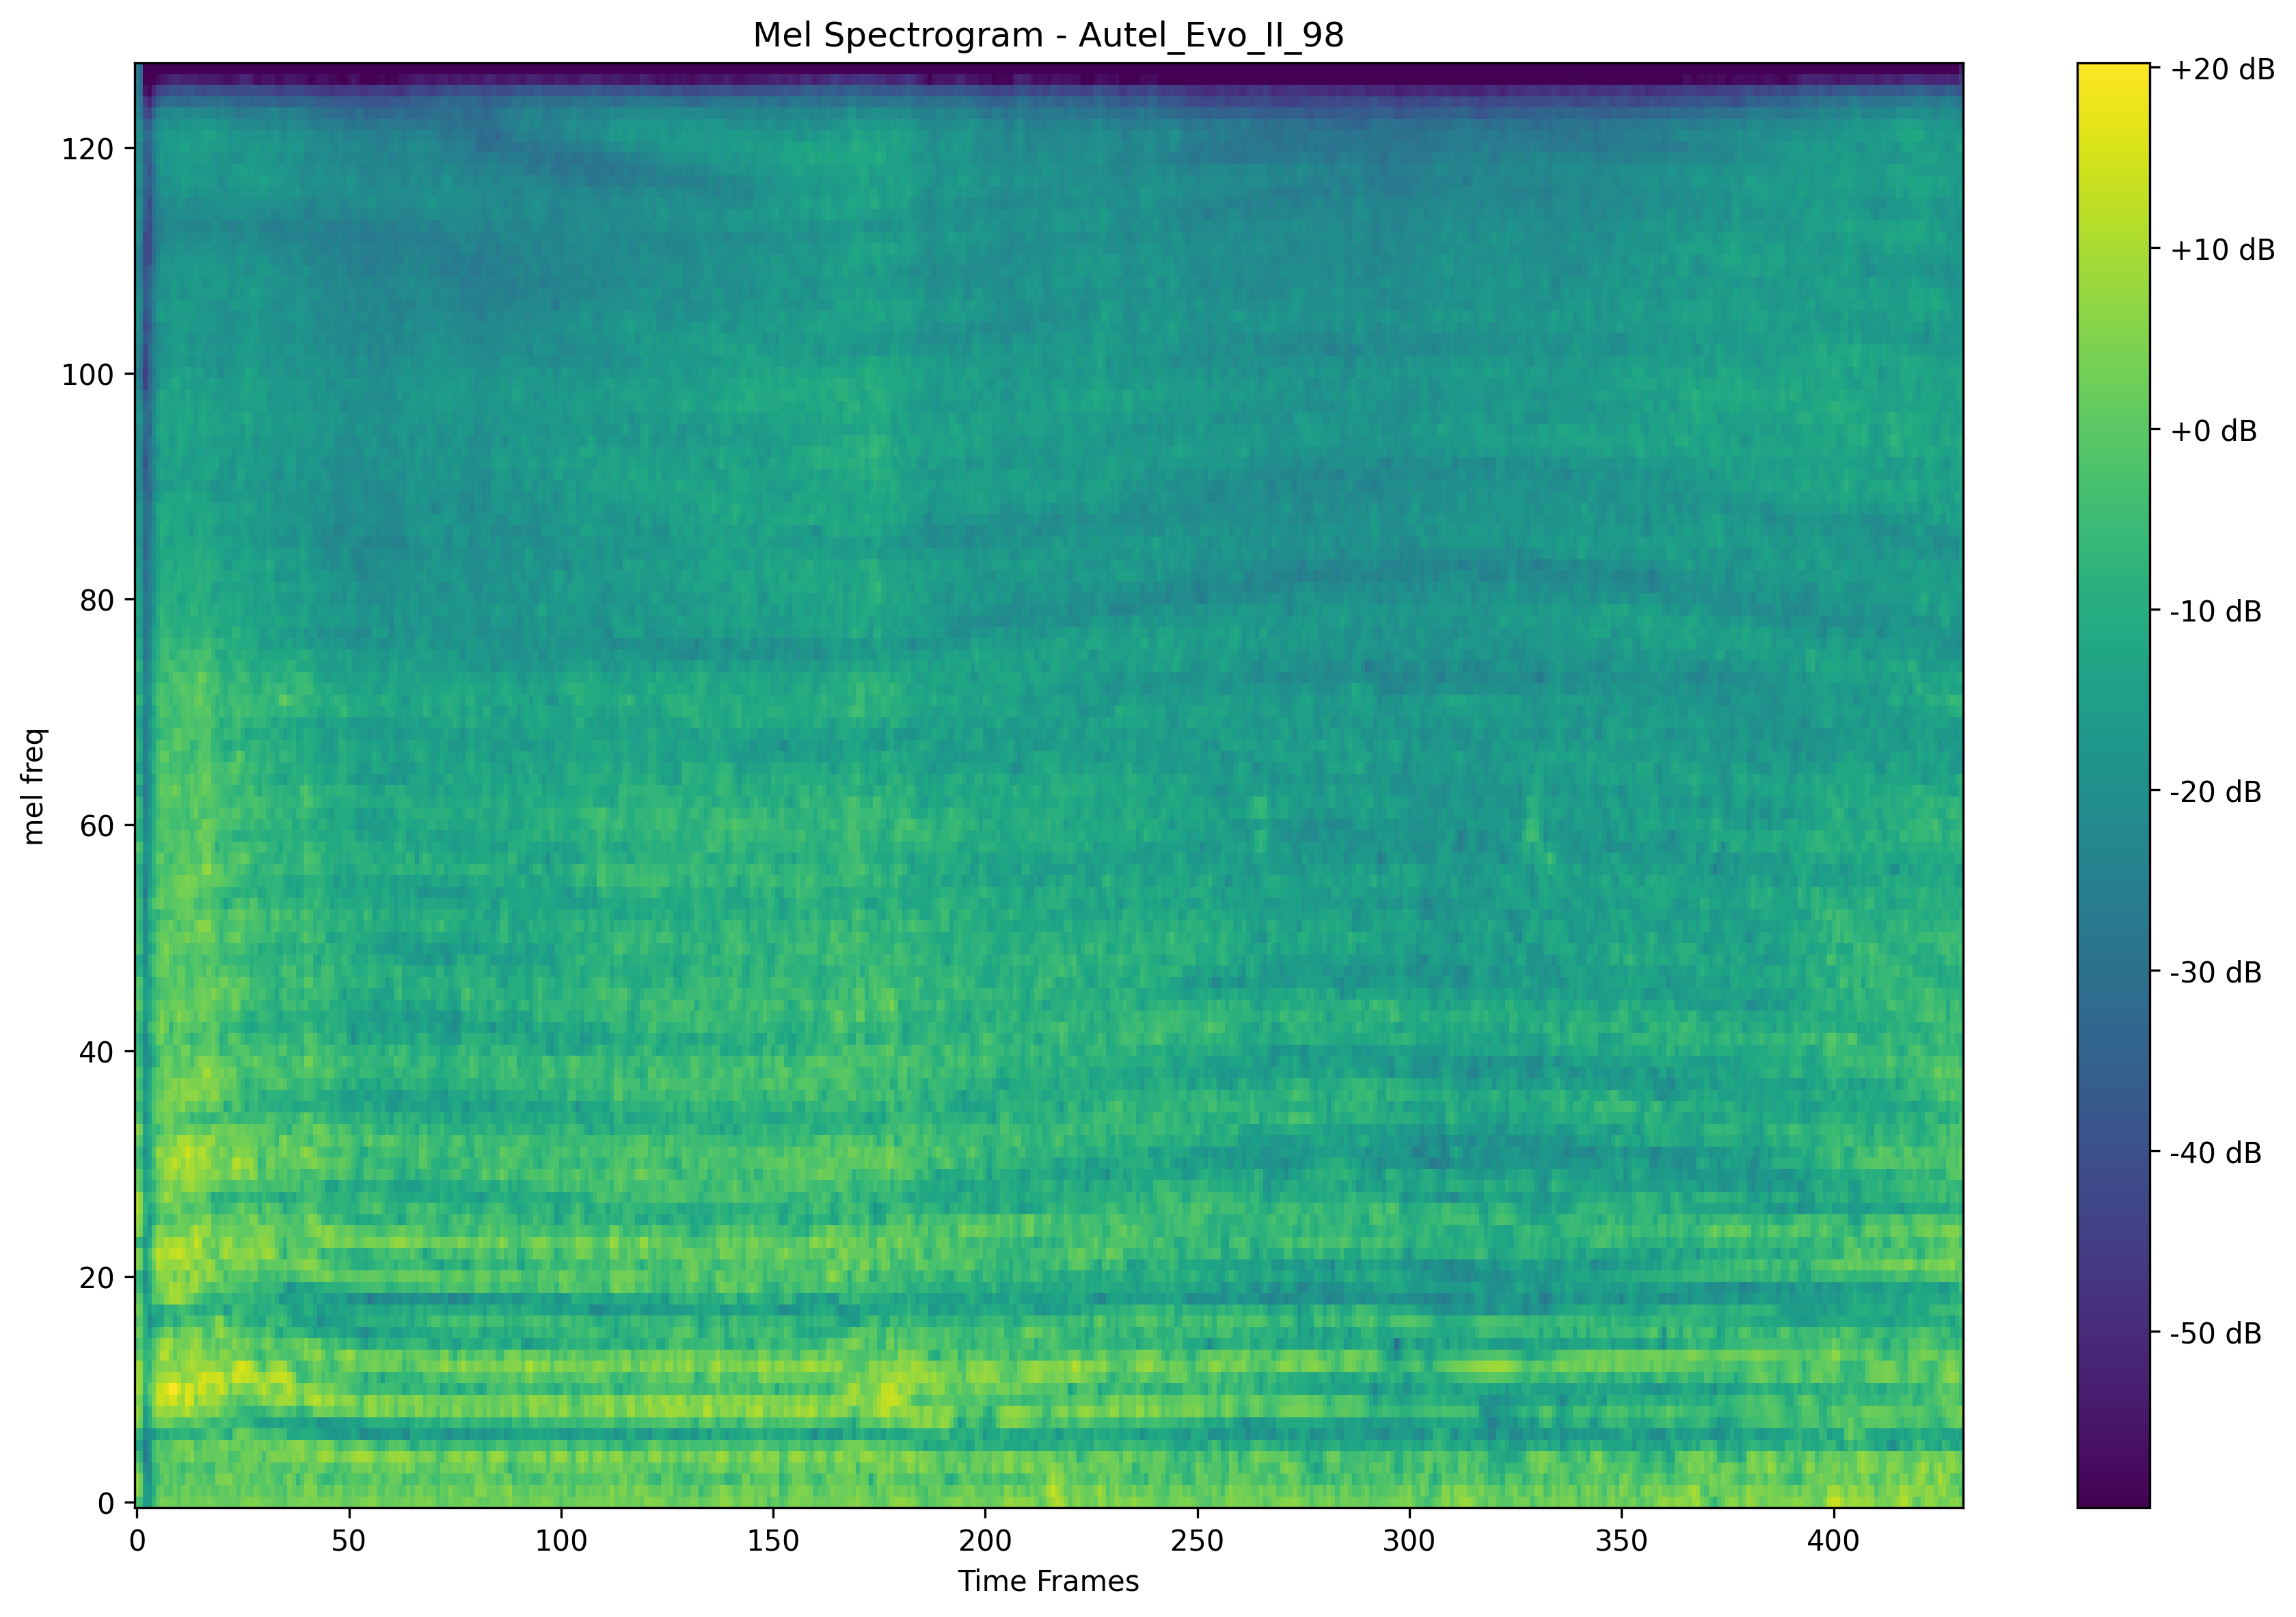 Mel Spectrogram - Autel_Evo_II_98
mel freq
120
100
80
60
40
20
0
0 50 100 150 200 250 300 350 400
Time Frames
+20 dB
+10 dB
+0 dB
-10 dB
-20 dB
-30 dB
-40 dB
-50 dB